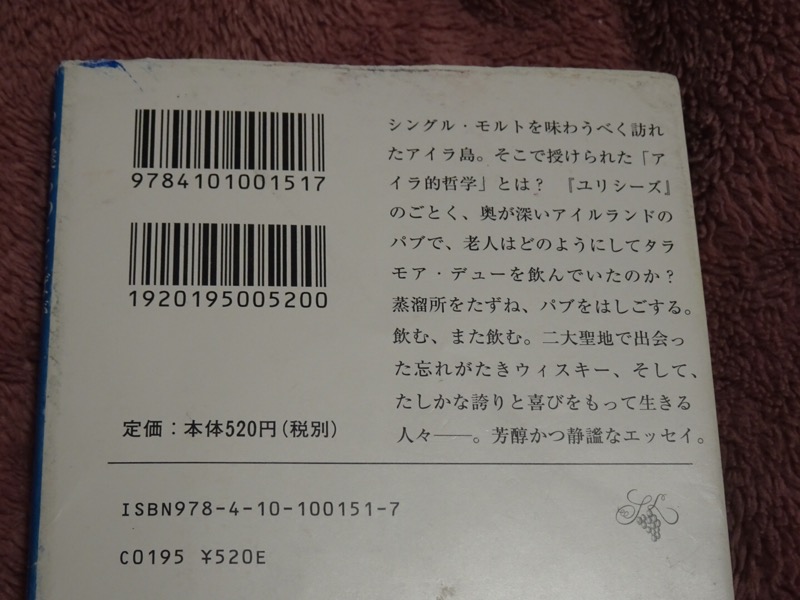 9784101001517
1920195005200
定価：本体520円（税別）
シングル・モルトを味わうべく訪れ
たアイラ島。そこで授けられた「ア
イラ的哲学」とは？『ユリシーズ』
のごとく、奥が深いアイルランドの
パブで、老人はどのようにしてタラ
モア・デューを飲んでいたのか？
蒸溜所をたずね、パブをはしごする。
飲む、また飲む。二大聖地で出会っ
た忘れがたきウィスキー、そして、
たしかな誇りと喜びをもって生きる
人々――。芳醇かつ静謐なエッセイ。
ISBN978-4-10-100151-7
C0195 ¥520E